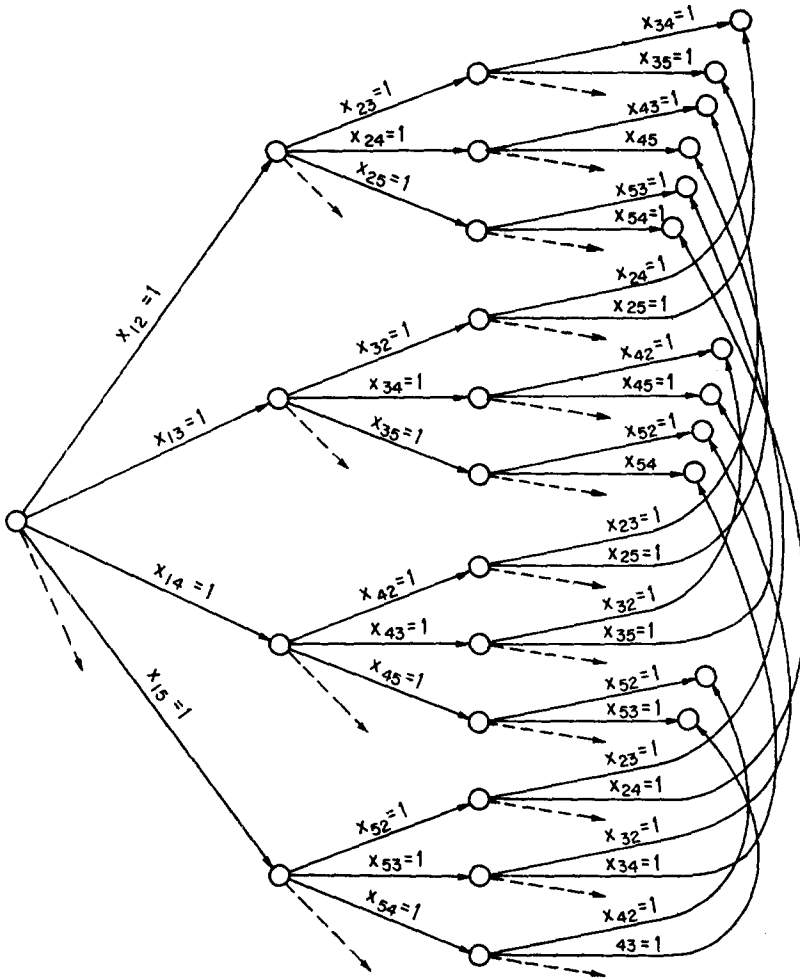 x34=1
x35=1
x23=1
x43=1
x24=1
x45
x25=1
x53=1
x54=1
x24=1
x12=1
x25=1
x32=1
x42=1
x34=1
x45=1
x13=1
x35=1
x52=1
x54
x23=1
x25=1
x14=1
x42=1
x32=1
x43=1
x35=1
x45=1
x52=1
x15=1
x53=1
x23=1
x24=1
x52=1
x32=1
x53=1
x34=1
x54=1
x42=1
43=1